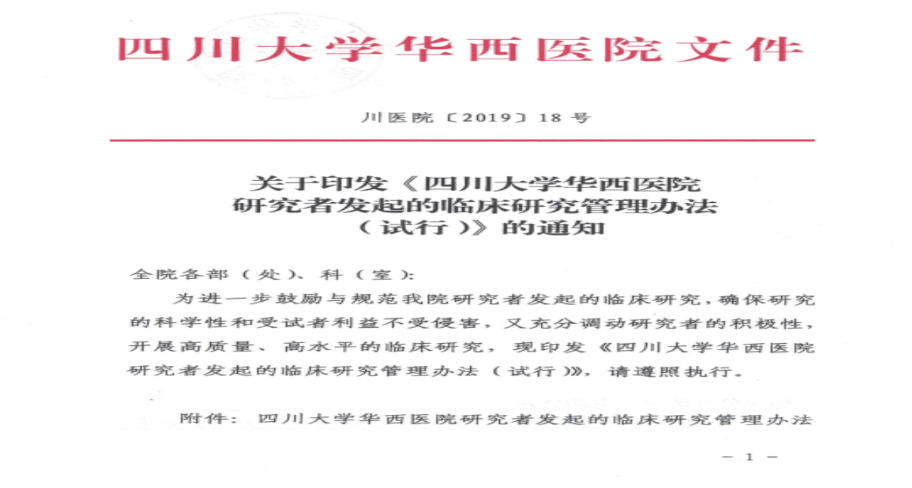 四川大学华西医院文件
川医院〔2019〕18 号
关于印发《四川大学华西医院
研究者发起的临床研究管理办法
（试行）》的通知
全院各部（处）、科（室）：
为进一步鼓励与规范我院研究者发起的临床研究，确保研究
的科学性和受试者利益不受侵害，又充分调动研究者的积极性，
开展高质量、高水平的临床研究，现印发《四川大学华西医院
研究者发起的临床研究管理办法（试行）》，请遵照执行。
附件：四川大学华西医院研究者发起的临床研究管理办法
－ 1 －